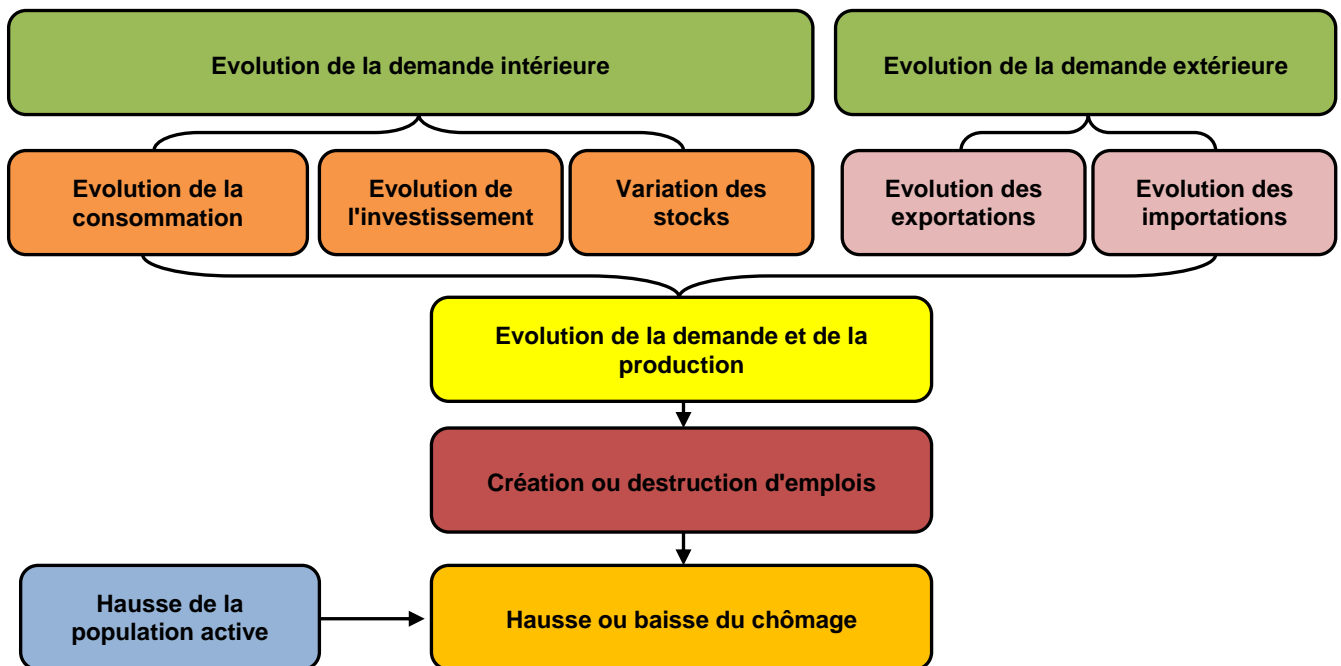 Evolution de la demande intérieure
Evolution de la demande extérieure
Evolution de la
consommation
Evolution de
l'investissement
Variation des
stocks
Evolution des
exportations
Evolution des
importations
Evolution de la demande et de la
production
Création ou destruction d'emplois
Hausse de la
population active
Hausse ou baisse du chômage